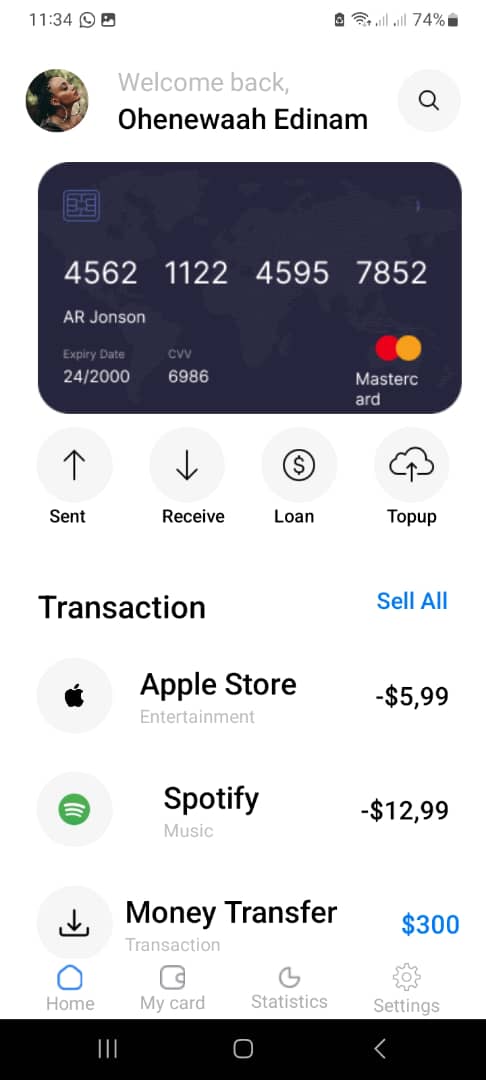 11:34 74%
Welcome back,
Ohenewaah Edinam
4562 1122 4595 7852
AR Jonson
Expiry Date CVV
24/2000 6986
Masterc
ard
Sent Receive Loan Topup
Transaction Sell All
Apple Store -$5,99
Entertainment
Spotify -$12,99
Music
Money Transfer $300
Transaction
Home My card Statistics Settings